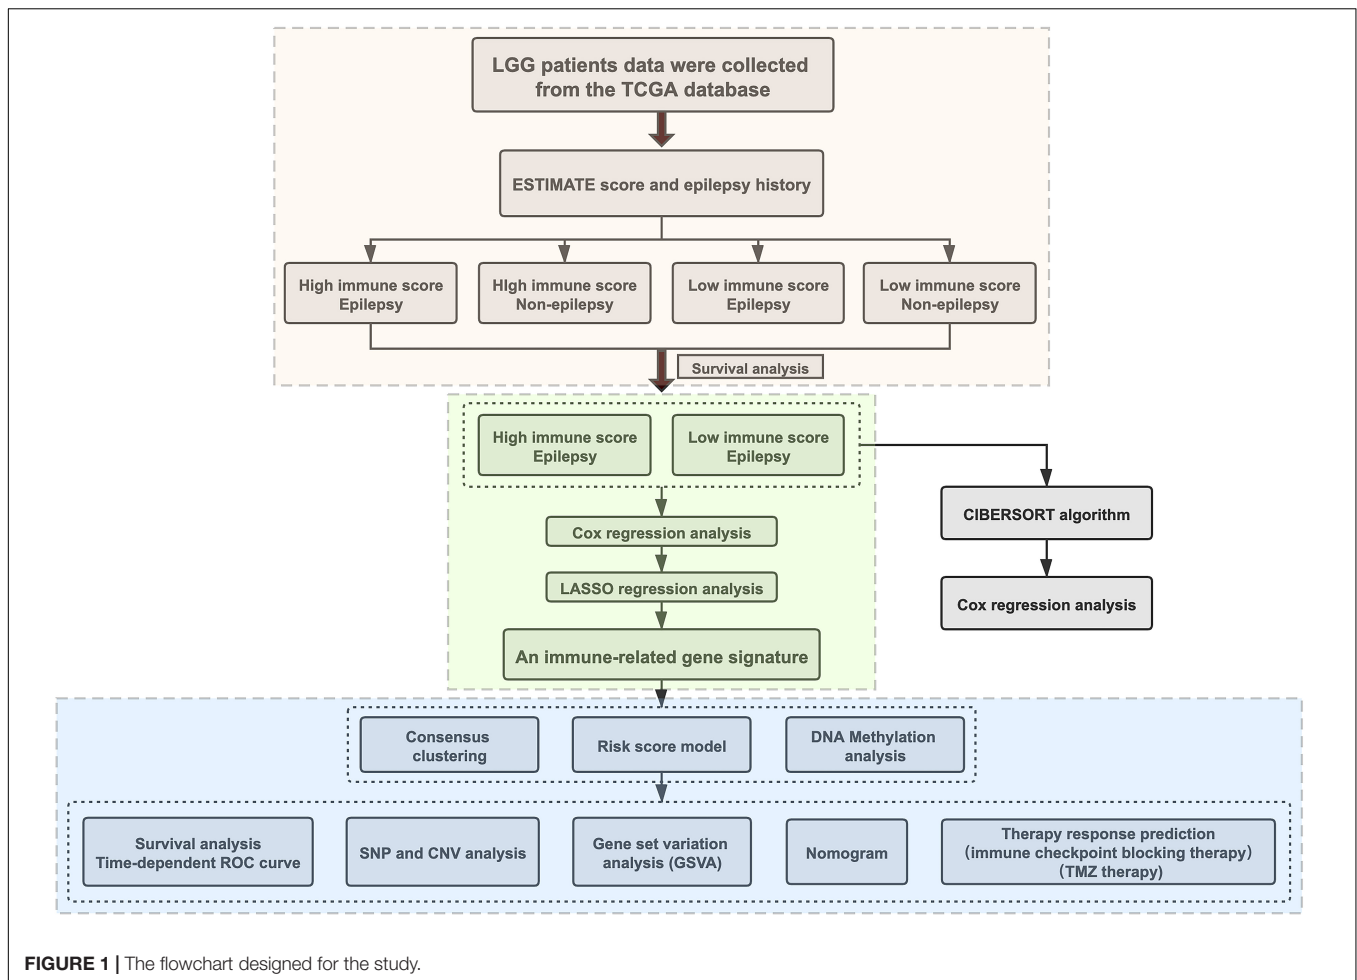 LGG patients data were collected
from the TCGA database
ESTIMATE score and epilepsy history
High immune score
Epilepsy
HIgh immune score
Non-epilepsy
Low immune score
Epilepsy
Low immune score
Non-epilepsy
Survival analysis
High immune score
Epilepsy
Low immune score
Epilepsy
CIBERSORT algorithm
Cox regression analysis
Cox regression analysis
LASSO regression analysis
An immune-related gene signature
Consensus
clustering
Risk score model
DNA Methylation
analysis
Survival analysis
Time-dependent ROC curve
SNP and CNV analysis
Gene set variation
analysis (GSVA)
Nomogram
Therapy response prediction
（immune checkpoint blocking therapy）
（TMZ therapy)
FIGURE 1 | The flowchart designed for the study.